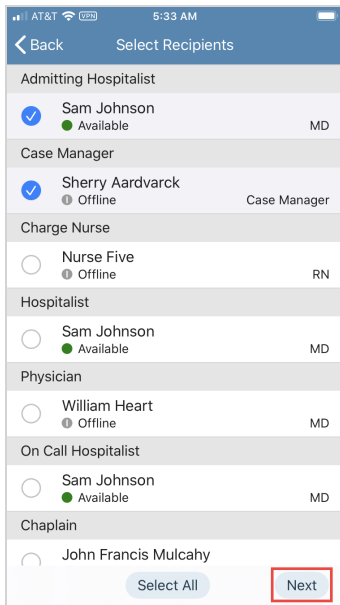 AT&T VPN 5:33 AM
Back Select Recipients
Admitting Hospitalist
Sam Johnson
Available MD
Case Manager
Sherry Aardvarck
Offline Case Manager
Charge Nurse
Nurse Five
Offline RN
Hospitalist
Sam Johnson
Available MD
Physician
William Heart
Offline MD
On Call Hospitalist
Sam Johnson
Available MD
Chaplain
John Francis Mulcahy
Select All Next